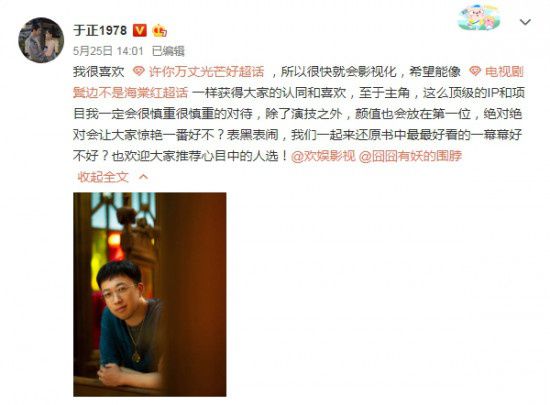 于正1978
5月25日 14:01 已编辑
我很喜欢 许你万丈光芒好超话 ，所以很快就会影视化，希望能像 电视剧
鬓边不是海棠红超话 一样获得大家的认同和喜欢，至于主角，这么顶级的IP和项
目我一定会很慎重很慎重的对待，除了演技之外，颜值也会放在第一位，绝对绝
对会让大家惊艳一番好不？表黑表闹，我们一起来还原书中最最好看的一幕幕好
不好？也欢迎大家推荐心目中的人选！@欢娱影视 @囧囧有妖的围脖
收起全文